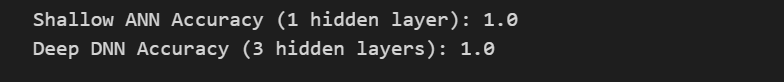 Shallow ANN Accuracy (1 hidden layer): 1.0
Deep DNN Accuracy (3 hidden layers): 1.0